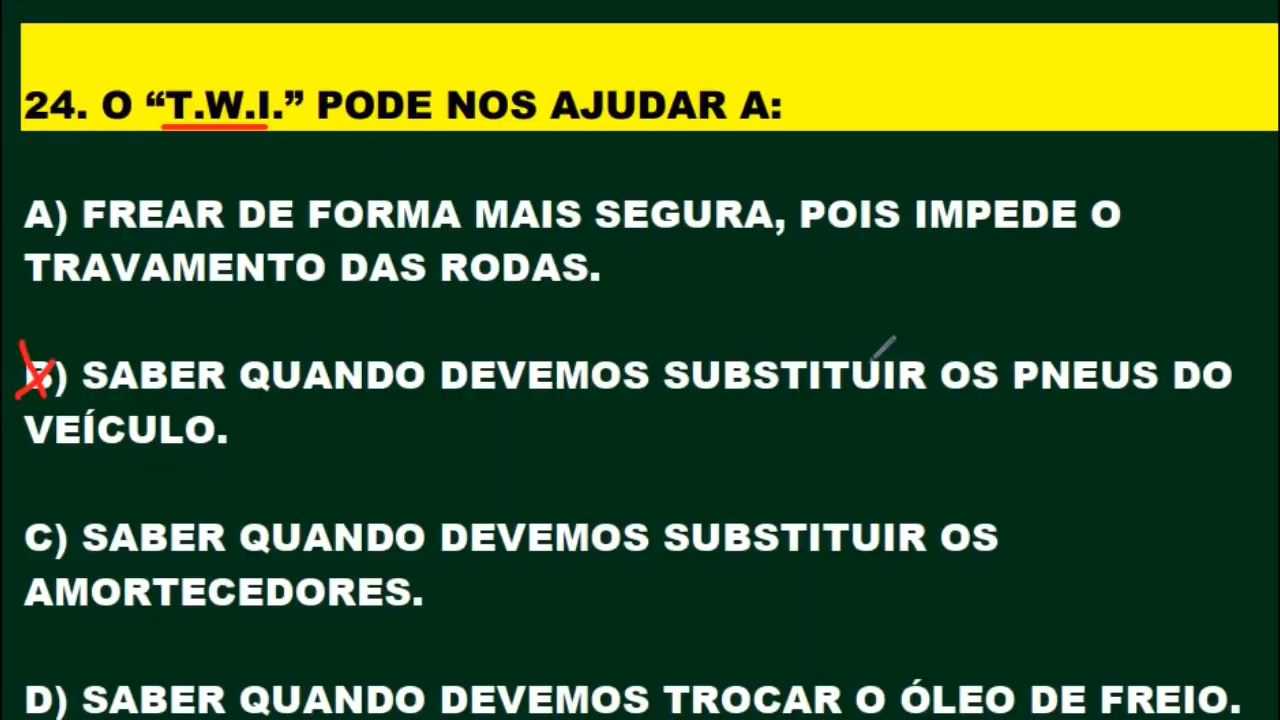 24. O “T.W.I.” PODE NOS AJUDAR A:
A) FREAR DE FORMA MAIS SEGURA, POIS IMPEDE O
TRAVAMENTO DAS RODAS.
B) SABER QUANDO DEVEMOS SUBSTITUIR OS PNEUS DO
VEÍCULO.
C) SABER QUANDO DEVEMOS SUBSTITUIR OS
AMORTECEDORES.
D) SABER QUANDO DEVEMOS TROCAR O ÓLEO DE FREIO.